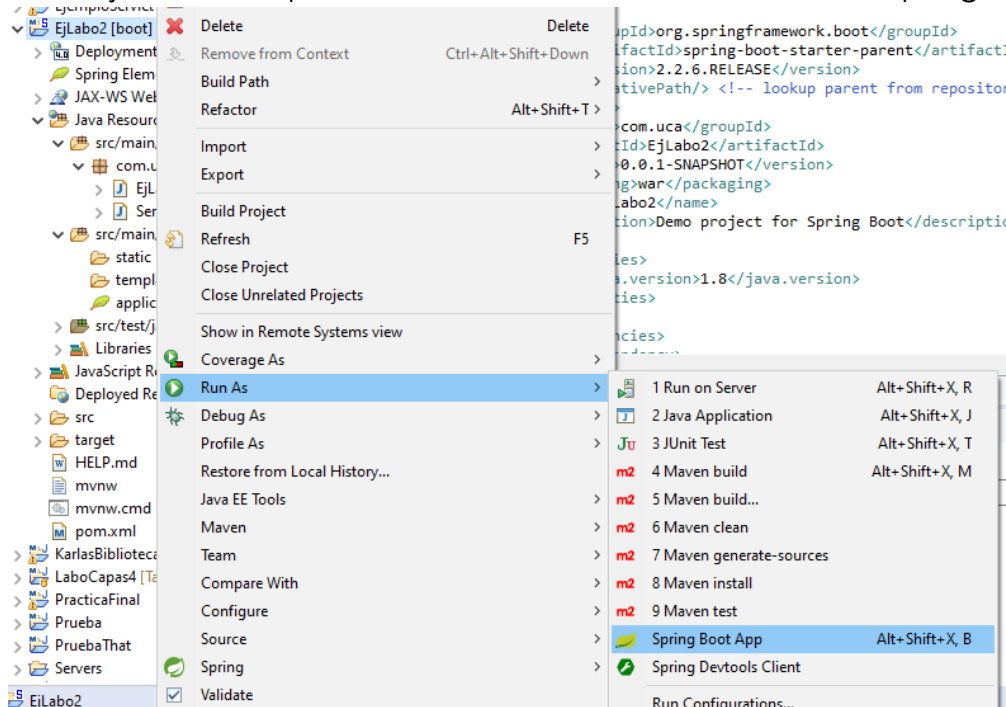 EjLabo2 [boot]
Deployment
Spring Elem
JAX-WS Wel
Java Resour
src/main,
com.u
EjL
Ser
src/main,
static
templ
applic
src/test/j
Libraries
JavaScript R
Deployed Re
src
target
HELP.md
mvnw
mvnw.cmd
pom.xml
KarlasBiblioteca
LaboCapas4 [Ta
PracticaFinal
Prueba
PruebaThat
Servers
EjLabo2
Delete Delete
Remove from Context Ctrl+Alt+Shift+Down
Build Path
Refactor Alt+Shift+T
Import
Export
Build Project
Refresh F5
Close Project
Close Unrelated Projects
Show in Remote Systems view
Coverage As
Run As
Debug As
Profile As
Restore from Local History...
Java EE Tools
Maven
Team
Compare With
Configure
Source
Spring
Validate
upId>org.springframework.boot</groupId>
ifactId>spring-boot-starter-parent</artifactI
sion>2.2.6.RELEASE</version>
ativePath/> <!-- lookup parent from repositor
>
>com.uca</groupId>
tId>EjLabo2</artifactId>
>0.0.1-SNAPSHOT</version>
ng>war</packaging>
Labo2</name>
tion>Demo project for Spring Boot</descriptio
ies>
a.version>1.8</java.version>
ties>
ncies>
1 Run on Server Alt+Shift+X, R
2 Java Application Alt+Shift+X, J
Ju 3 JUnit Test Alt+Shift+X, T
m2 4 Maven build Alt+Shift+X, M
m2 5 Maven build...
m2 6 Maven clean
m2 7 Maven generate-sources
m2 8 Maven install
m2 9 Maven test
Spring Boot App Alt+Shift+X, B
Spring Devtools Client
Run Configurations...